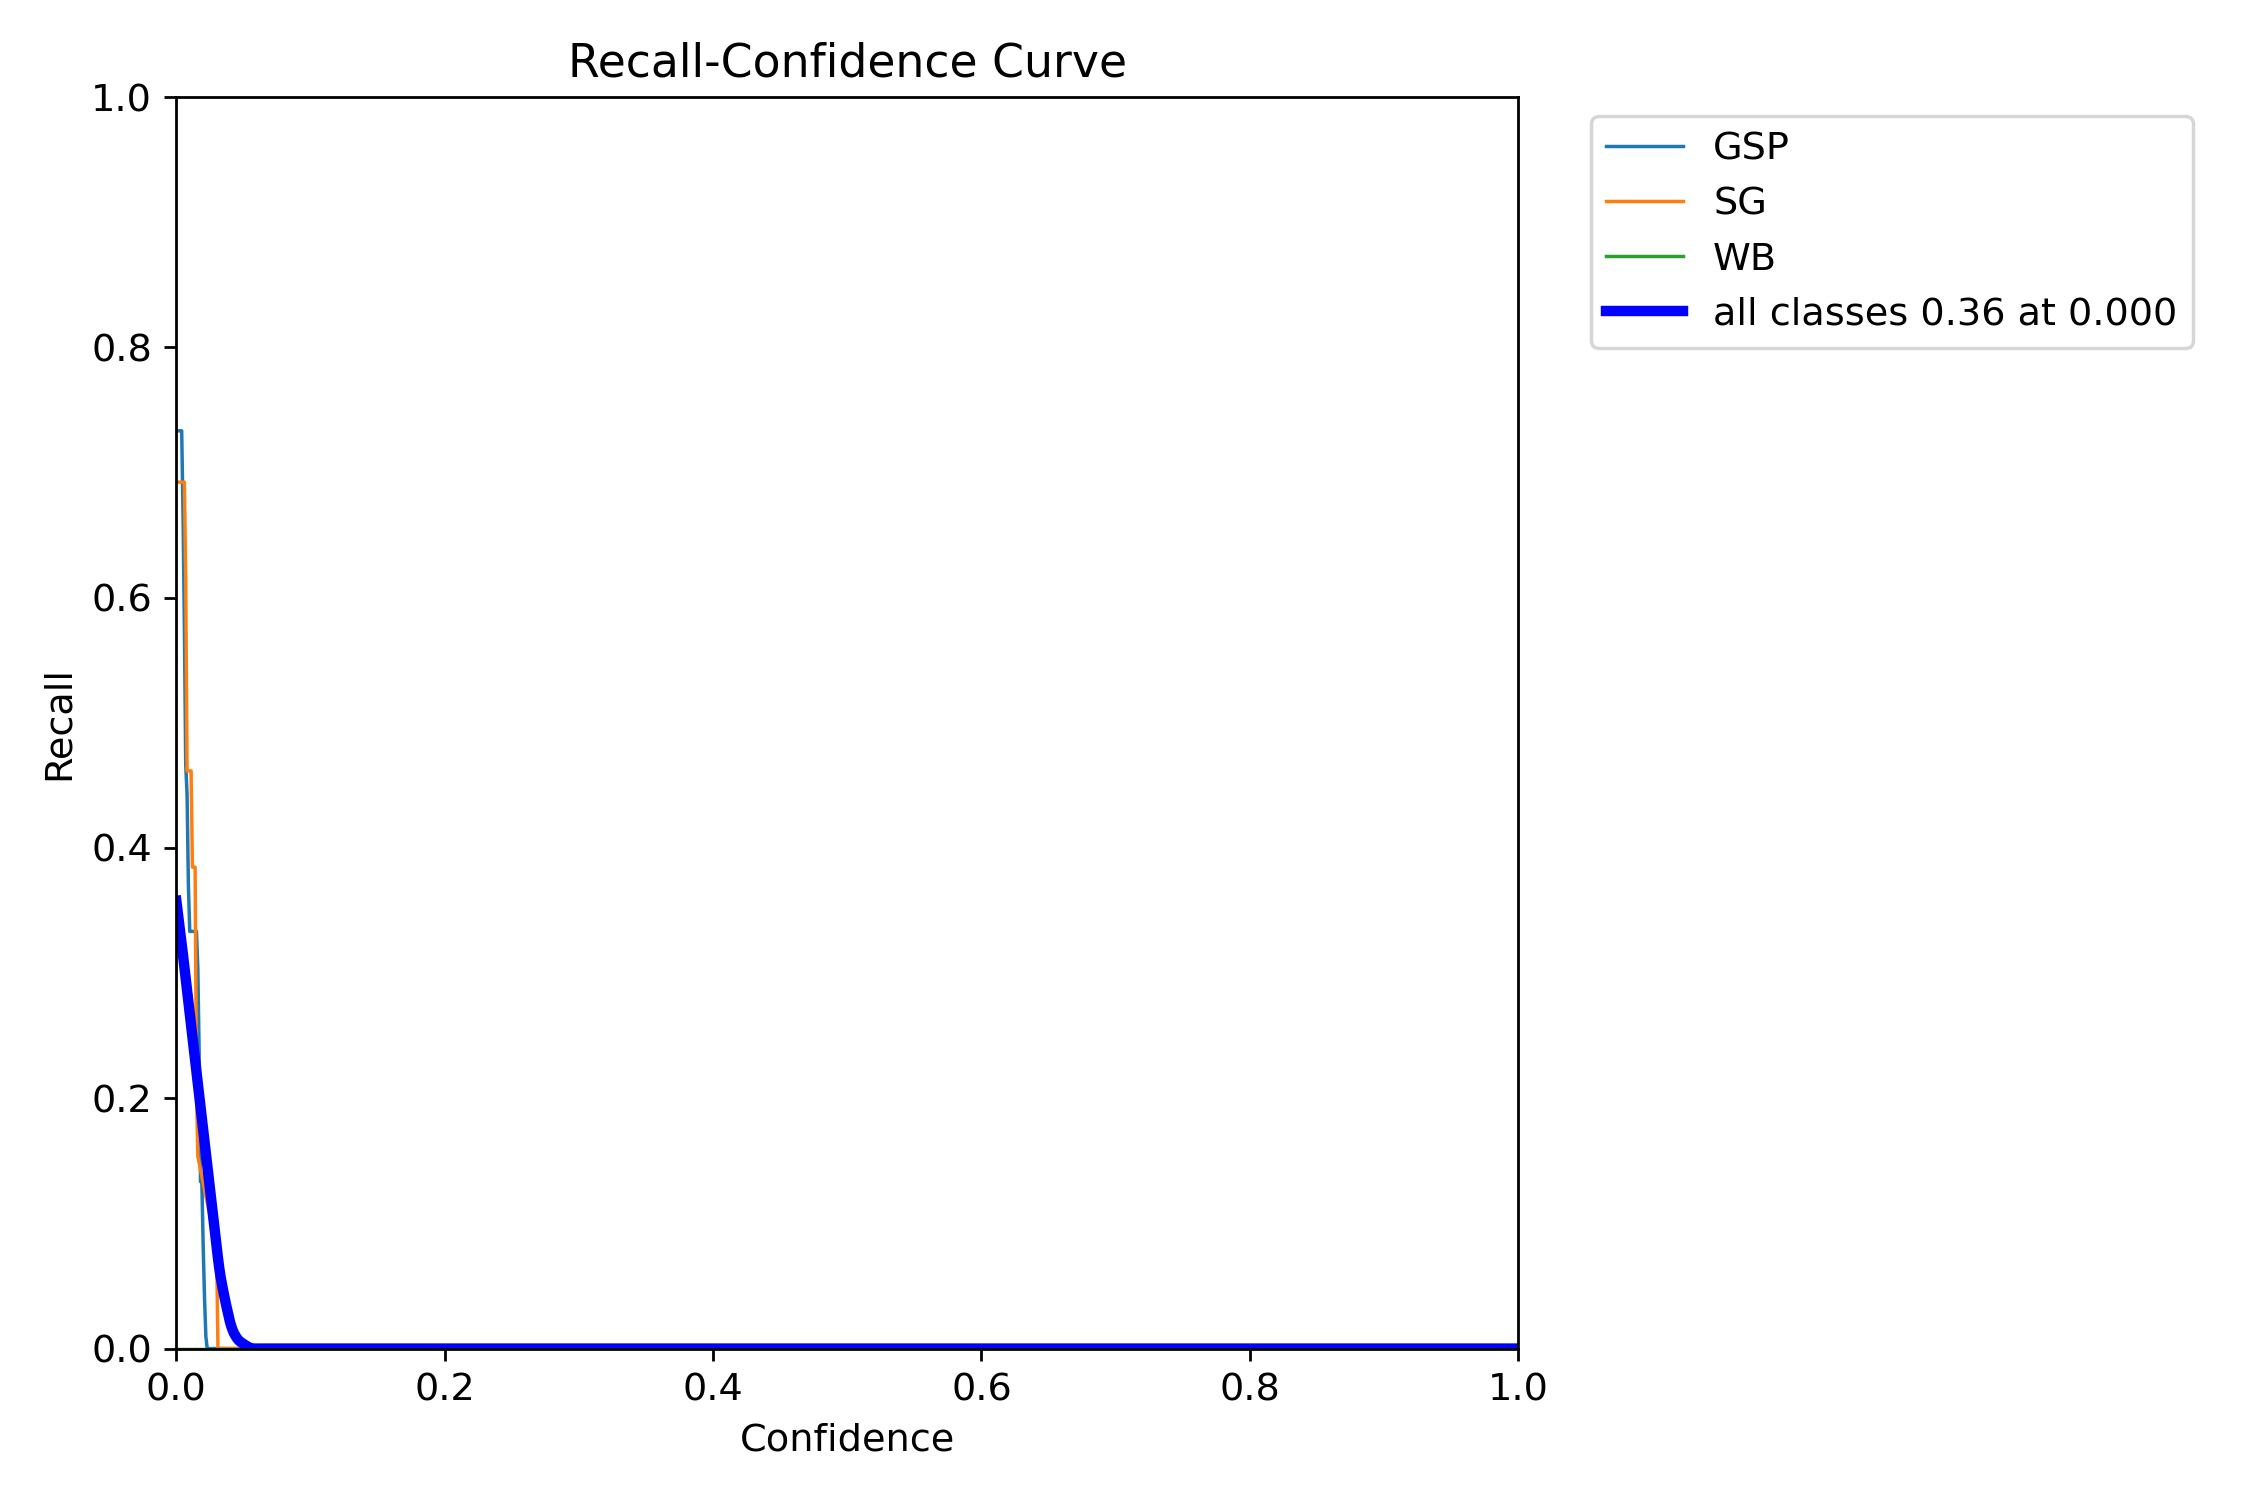 Recall-Confidence Curve
1.0
0.8
0.6
0.4
0.2
0.0
Recall
0.0 0.2 0.4 0.6 0.8 1.0
Confidence
GSP
SG
WB
all classes 0.36 at 0.000